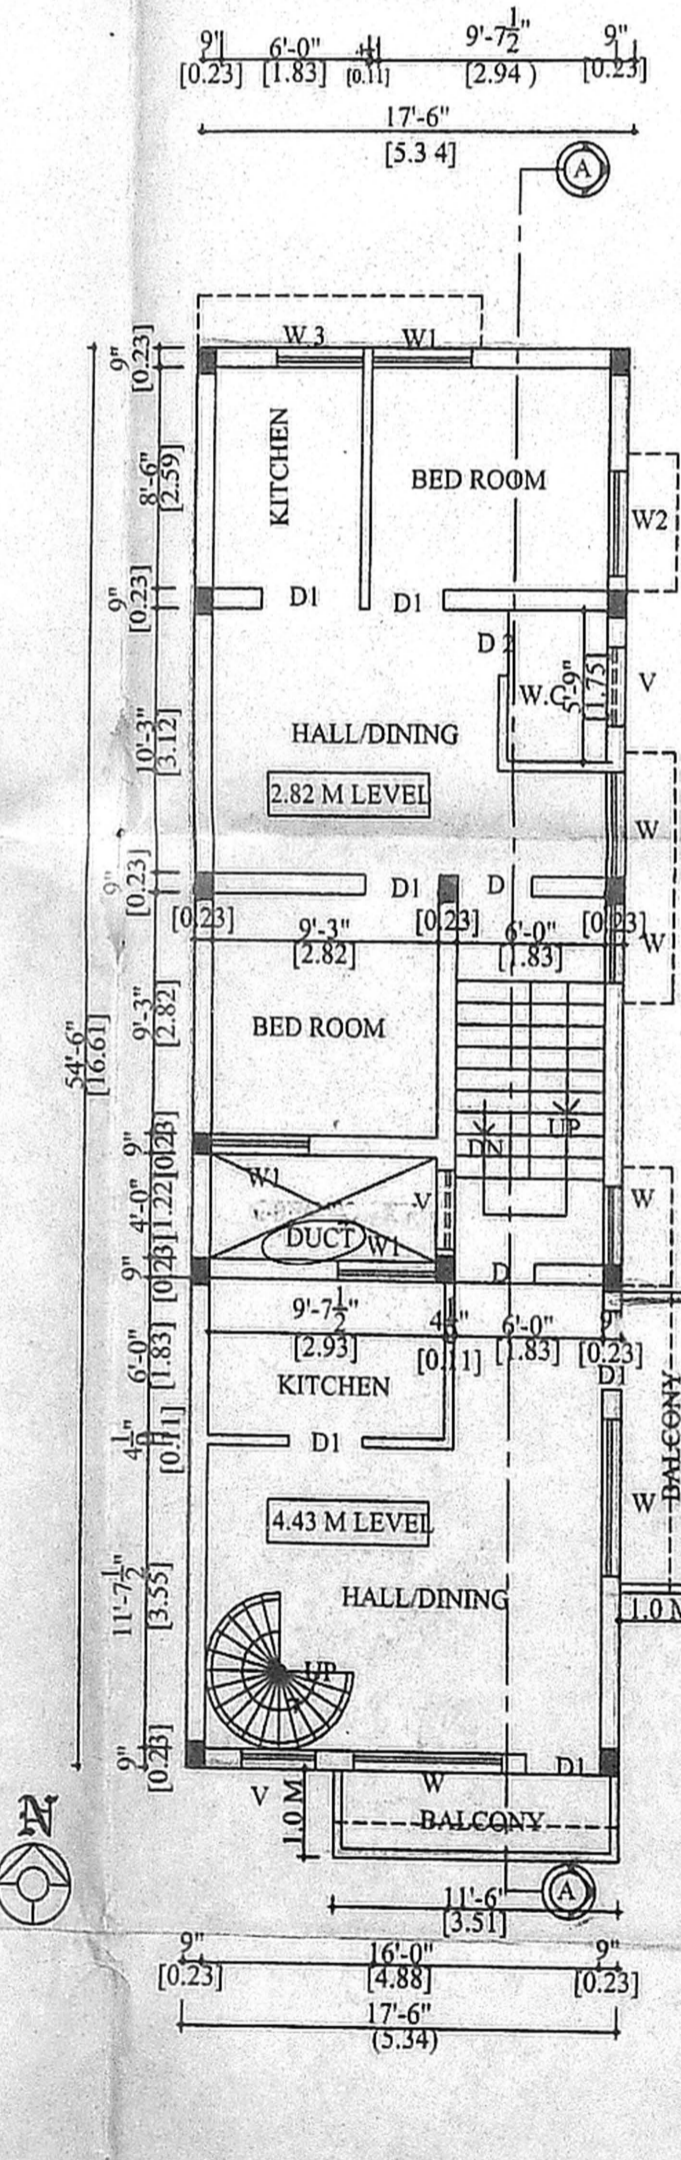 9" 6'-0" 9'-7 1/2" 9"
[0.23] [1.83] [0.11] (2.94 ) [0.23]
17'-6"
[5.3 4]
A
W 3 W1
9"
[0.23]
KITCHEN
BED ROOM
8'-6"
[2.59]
W2
9"
[0.23]
D1 D1
D 2
W.C
5'-9"
[1.75]
V
HALL/DINING
10'-3"
[3.12]
2.82 M LEVEL
W
9"
[0.23]
D1 D
[0.23] 9'-3" [0.23] 6'-0" [0.23]
[2.82] [1.83]
W
BED ROOM
9'-3"
[2.82]
54'-6"
[16.61]
UP
DN
9"
[0.23]
W1
V
W
4'-0"
[1.22]
DUCT W1
9"
[0.23]
D
9'-7 1/2" 6'-0" 9"
[2.93] [0.11] [1.83] [0.23]
D1
6'-0"
[1.83]
KITCHEN
BALCONY
D1
[0.11]
4.43 M LEVEL
W
11'-7 1/2"
[3.55]
HALL/DINING
1.0 M
UP
9"
[0.23]
D1
V W
1.0 M
BALCONY
N
11'-6"
[3.51]
A
9" 16'-0" 9"
[0.23] [4.88] [0.23]
17'-6"
(5.34)